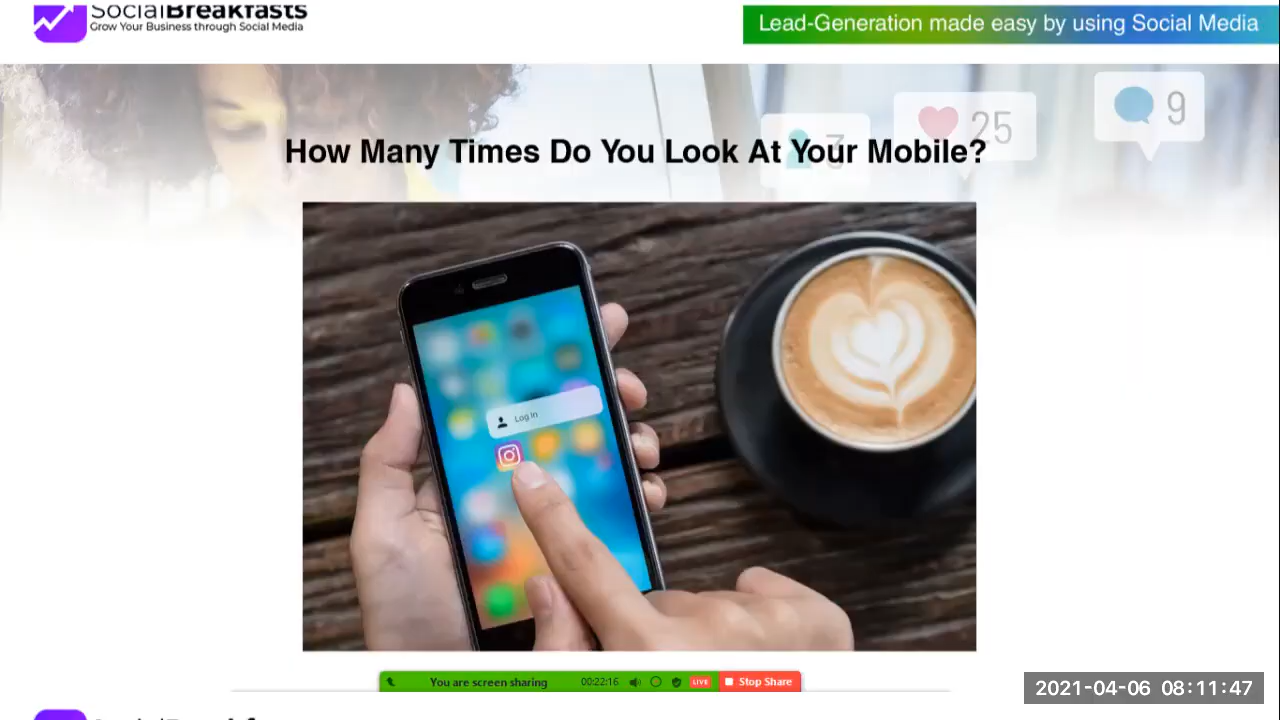 SocialBreakfasts
Grow Your Business through Social Media
Lead-Generation made easy by using Social Media
3
25
9
How Many Times Do You Look At Your Mobile?
Log In
You are screen sharing
00:22:16
LIVE
Stop Share
2021-04-06 08:11:47